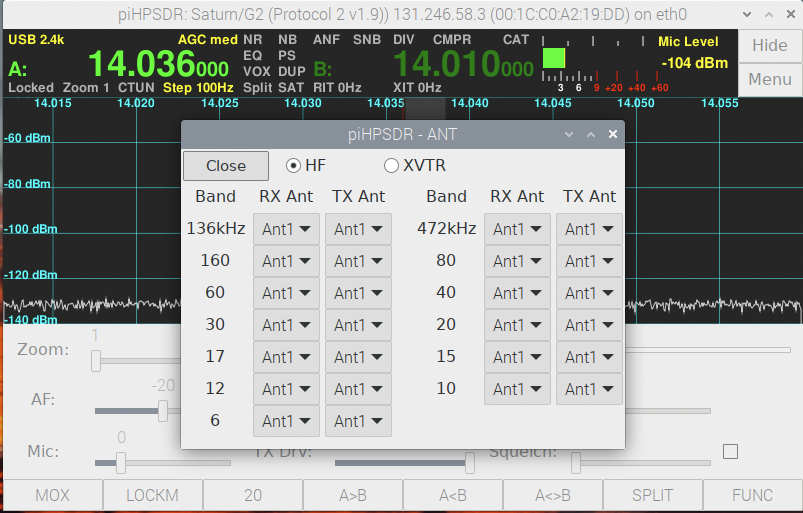 piHPSDR: Saturn/G2 (Protocol 2 v1.9)) 131.246.58.3 (00:1C:C0:A2:19:DD) on eth0
USB 2.4k AGC med NR NB ANF SNB DIV CMPR CAT Mic Level Hide
A: 14.036000 EQ PS B: 14.010000 -104 dBm
VOX DUP
Locked Zoom 1 CTUN Step 100Hz Split SAT RIT 0Hz XIT 0Hz 3 6 9 +20 +40 +60 Menu
14.015 14.020 14.025 14.030 14.035 14.040 14.045 14.050 14.055
-60 dBm
-80 dBm
-100 dBm
-120 dBm
-140 dBm
piHPSDR - ANT
Close HF XVTR
Band RX Ant TX Ant Band RX Ant TX Ant
136kHz Ant1 Ant1 472kHz Ant1 Ant1
160 Ant1 Ant1 80 Ant1 Ant1
60 Ant1 Ant1 40 Ant1 Ant1
30 Ant1 Ant1 20 Ant1 Ant1
17 Ant1 Ant1 15 Ant1 Ant1
12 Ant1 Ant1 10 Ant1 Ant1
6 Ant1 Ant1
Zoom: 1
AF: -20
Mic: 0 TX Drv: Squelch:
MOX LOCKM 20 A>B A<B A<>B SPLIT FUNC